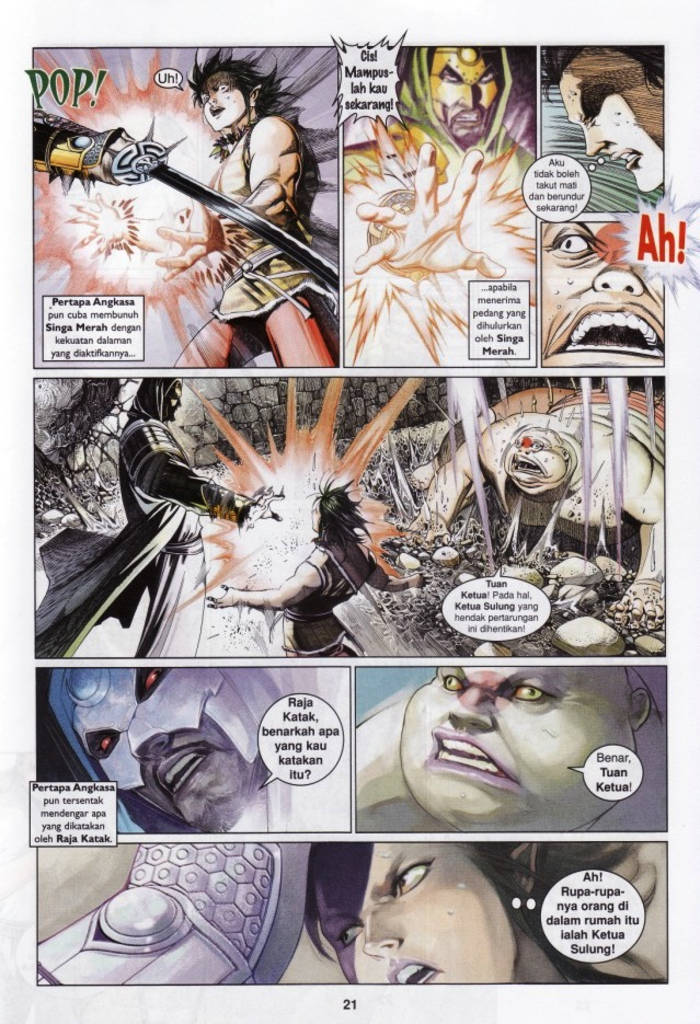 POP!
Uh!
Pertapa Angkasa
pun cuba membunuh
Singa Merah dengan
kekuatan dalaman
yang diaktifkannya...
Cis!
Mampus-
lah kau
sekarang!
...apabila
menerima
pedang yang
dihulurkan
oleh Singa
Merah.
Aku
tidak boleh
takut mati
dan berundur
sekarang!
Ah!
Tuan
Ketua! Pada hal,
Ketua Sulung yang
hendak pertarungan
ini dihentikan!
Raja
Katak,
benarkah apa
yang kau
katakan
itu?
Pertapa Angkasa
pun tersentak
mendengar apa
yang dikatakan
oleh Raja Katak.
Benar,
Tuan
Ketua!
Ah!
Rupa-rupa-
nya orang di
dalam rumah itu
ialah Ketua
Sulung!
21